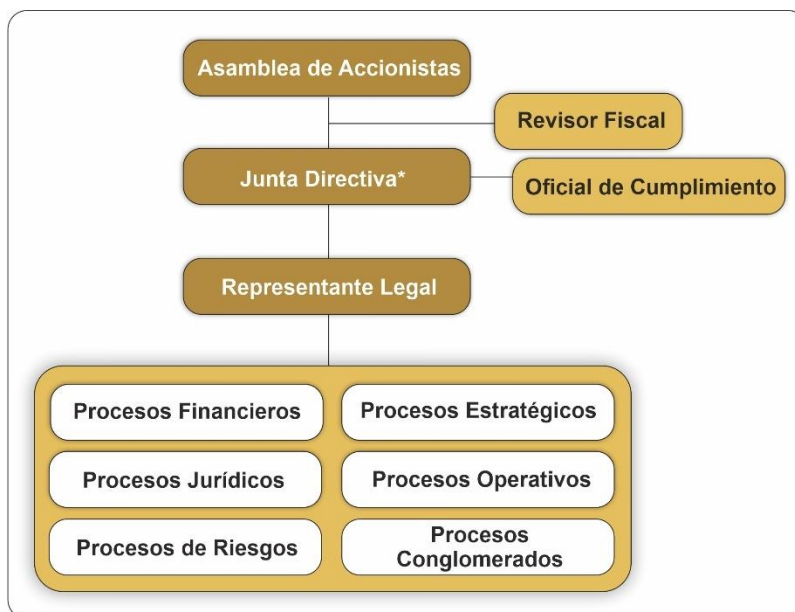 Asamblea de Accionistas
Revisor Fiscal
Junta Directiva*
Oficial de Cumplimiento
Representante Legal
Procesos Financieros
Procesos Estratégicos
Procesos Jurídicos
Procesos Operativos
Procesos de Riesgos
Procesos
Conglomerados